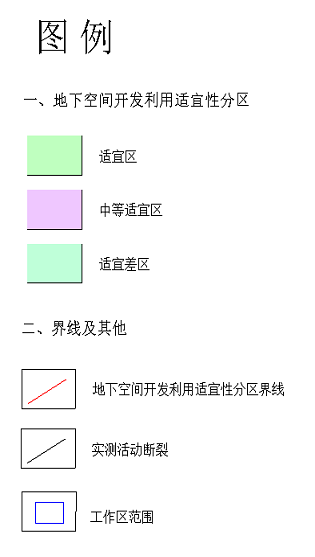 图例
一、地下空间开发利用适宜性分区
适宜区
中等适宜区
适宜差区
二、界线及其他
地下空间开发利用适宜性分区界线
实测活动断裂
工作区范围